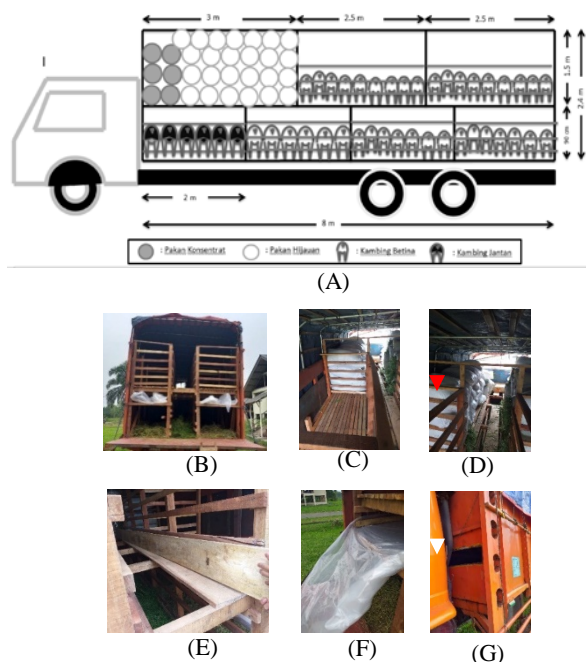 3 m
2.5 m
2.5 m
1.5 m
2.4 m
90 cm
2 m
8 m
: Pakan Konsentrat : Pakan Hijauan : Kambing Betina : Kambing Jantan
(A)
(B)
(C)
(D)
(E)
(F)
(G)